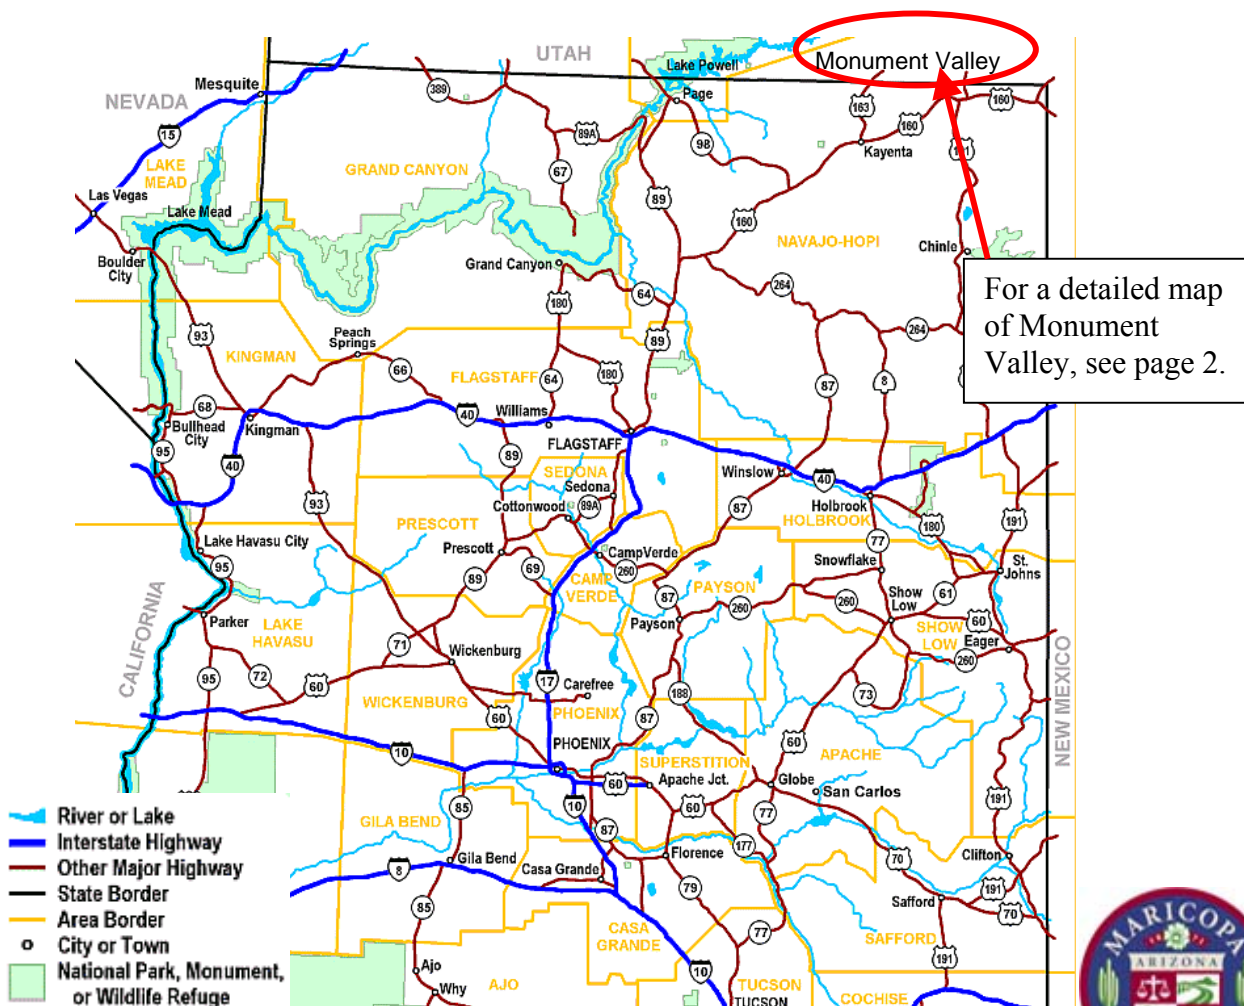 UTAH
Monument Valley
Lake Powell
Mesquite
NEVADA
389
Page
163
160
160
15
89A
98
Kayenta
191
LAKE
MEAD
GRAND CANYON
67
Las Vegas
Lake Mead
89
160
NAVAJO-HOPI
Chinle
Boulder
City
Grand Canyon
180
64
264
264
For a detailed map
of Monument
Valley, see page 2.
93
KINGMAN
Peach
Springs
66
FLAGSTAFF
64
180
89
87
8
68
Bullhead
City
Kingman
40
Williams
FLAGSTAFF
95
40
89
SEDONA
Sedona
Winslow
40
93
Cottonwood
89A
87
Holbrook
HOLBROOK
180
191
PRESCOTT
Prescott
CampVerde
77
Lake Havasu City
95
89
69
260
CAMP
VERDE
Snowflake
St.
Johns
87
PAYSON
260
260
Show
Low
61
CALIFORNIA
Parker
LAKE
HAVASU
Payson
60
SHOW
LOW
Eager
260
71
Wickenburg
95
72
60
WICKENBURG
17
Carefree
188
73
NEW MEXICO
60
PHOENIX
87
60
APACHE
10
PHOENIX
SUPERSTITION
60
Apache Jct.
Globe
San Carlos
85
10
60
77
191
GILA BEND
87
177
River or Lake
Interstate Highway
Other Major Highway
State Border
Area Border
City or Town
National Park, Monument,
or Wildlife Refuge
Gila Bend
8
Casa Grande
Florence
70
Clifton
79
191
85
Safford
70
CASA
GRANDE
77
SAFFORD
191
Ajo
Why
AJO
10
TUCSON
TUCSON
COCHISE
MARICOPA
ARIZONA